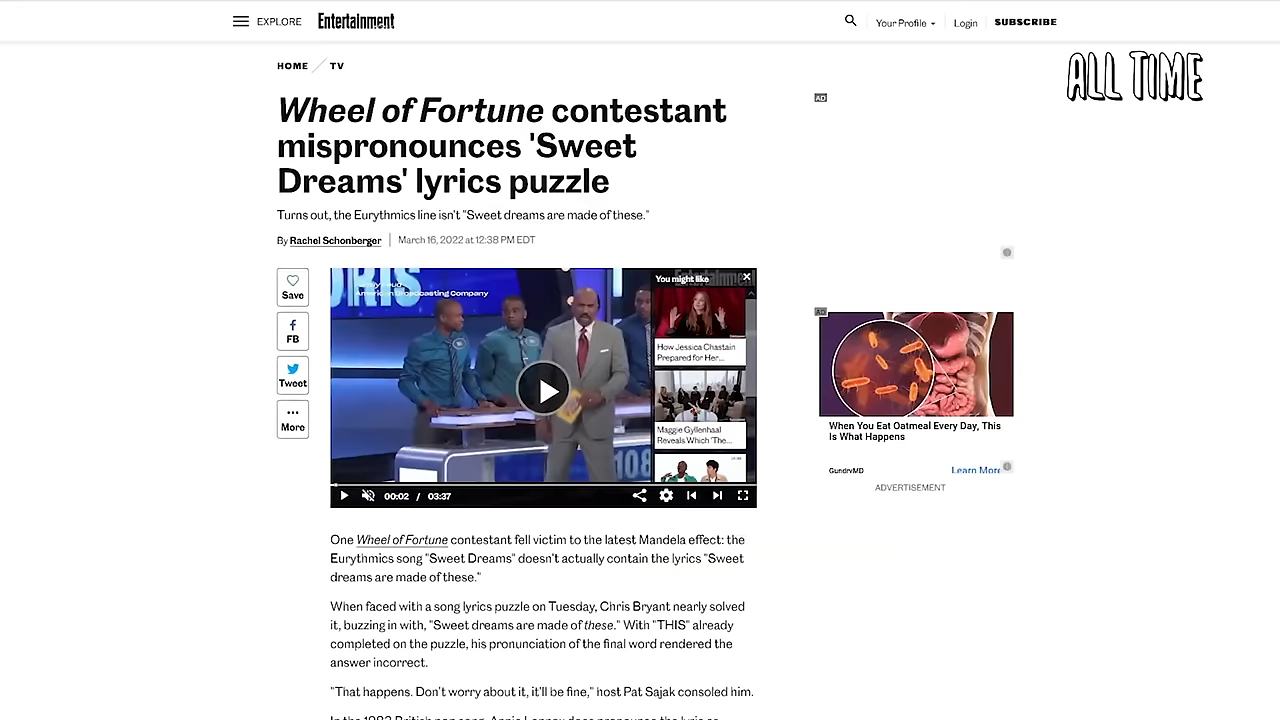 EXPLORE
Entertainment
Your Profile
Login
SUBSCRIBE
HOME / TV
ALL TIME
AD
Wheel of Fortune contestant
mispronounces 'Sweet
Dreams' lyrics puzzle
Turns out, the Eurythmics line isn't "Sweet dreams are made of these."
By Rachel Schonberger | March 16, 2022 at 12:38 PM EDT
Save
FB
Tweet
More
American Broadcasting Company
You might like
Entertainment
How Jessica Chastain
Prepared for Her...
Maggie Gyllenhaal
Reveals Which 'The...
108
00:02 / 03:37
AD
When You Eat Oatmeal Every Day, This
Is What Happens
GundryMD
Learn More
ADVERTISEMENT
One Wheel of Fortune contestant fell victim to the latest Mandela effect: the
Eurythmics song "Sweet Dreams" doesn't actually contain the lyrics "Sweet
dreams are made of these."
When faced with a song lyrics puzzle on Tuesday, Chris Bryant nearly solved
it, buzzing in with, "Sweet dreams are made of these." With "THIS" already
completed on the puzzle, his pronunciation of the final word rendered the
answer incorrect.
"That happens. Don't worry about it, it'll be fine," host Pat Sajak consoled him.